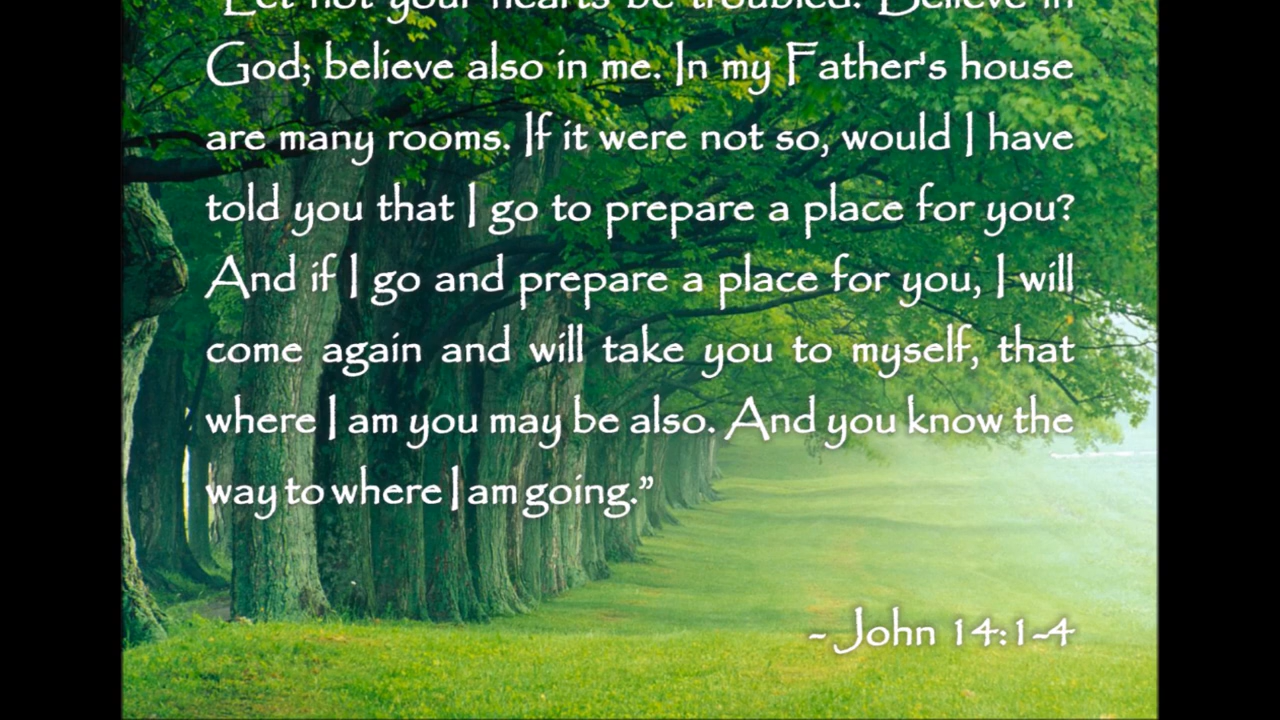 "Let not your hearts be troubled. Believe in
God; believe also in me. In my Father's house
are many rooms. If it were not so, would I have
told you that I go to prepare a place for you?
And if I go and prepare a place for you, I will
come again and will take you to myself, that
where I am you may be also. And you know the
way to where I am going.”
- John 14:1-4